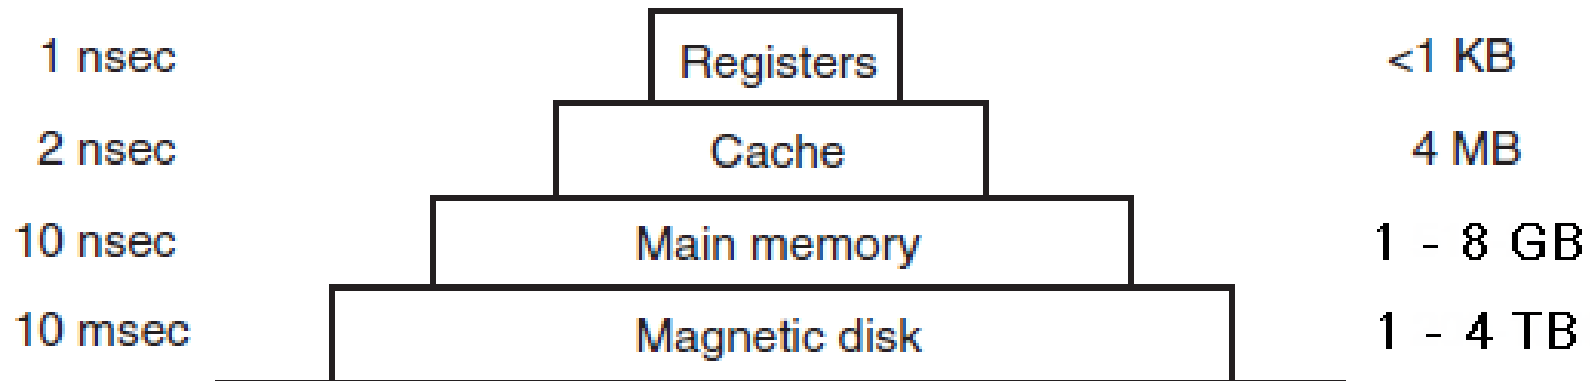 1 nsec Registers <1 KB
2 nsec Cache 4 MB
10 nsec Main memory 1 - 8 GB
10 msec Magnetic disk 1 - 4 TB